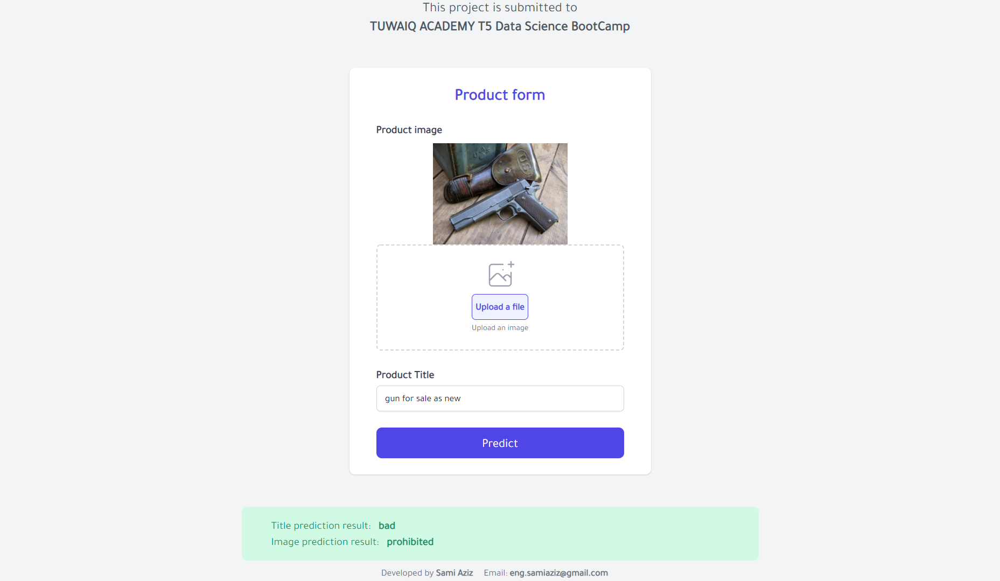 This project is submitted to
TUWAIQ ACADEMY T5 Data Science BootCamp
Product form
Product image
US
US
Upload a file
Upload an image
Product Title
gun for sale as new
Predict
Title prediction result: bad
Image prediction result: prohibited
Developed by Sami Aziz Email: eng.samiaziz@gmail.com